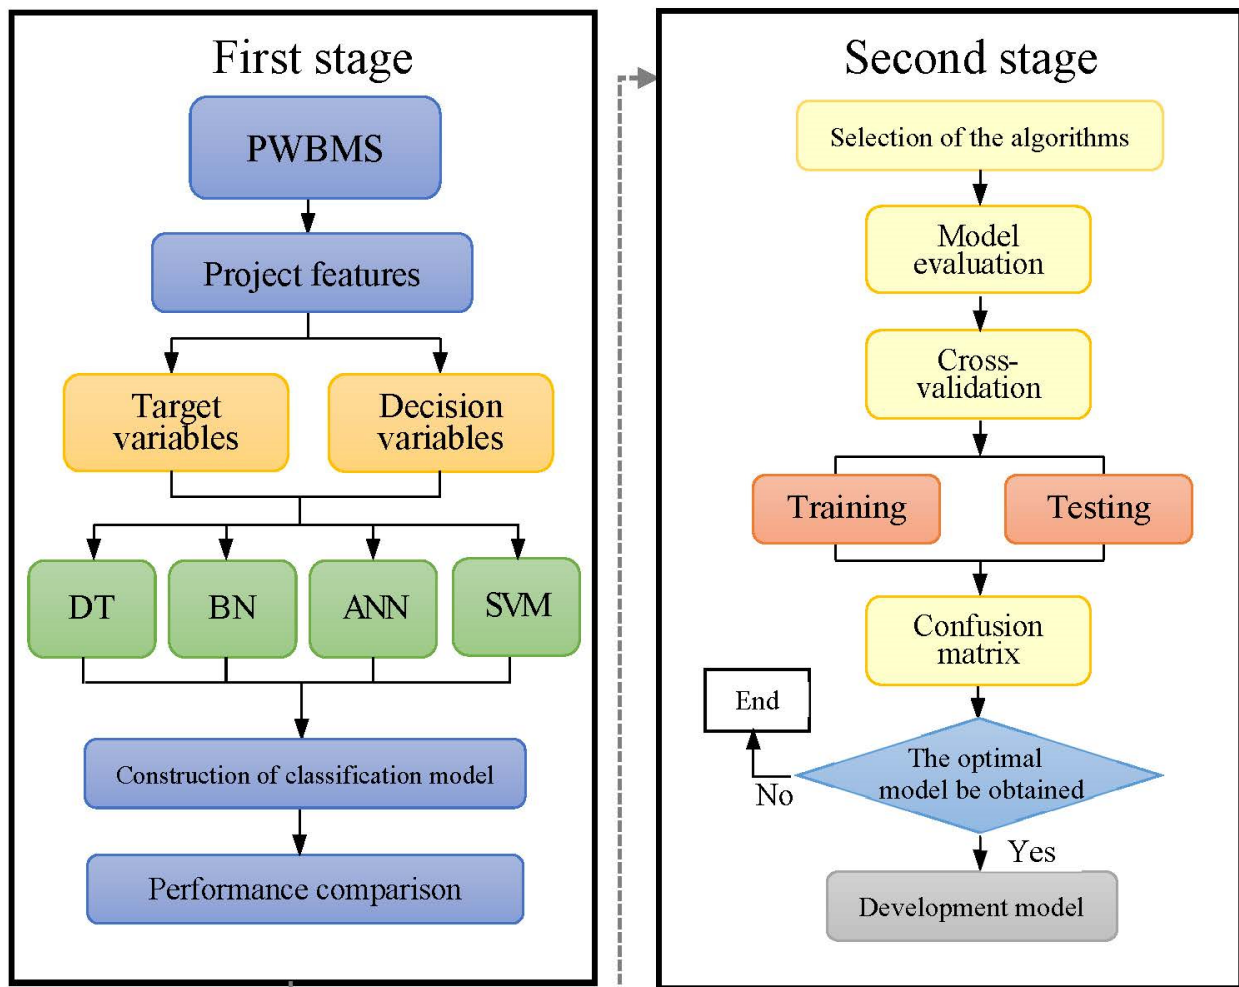 First stage
PWBMS
Project features
Target
variables
Decision
variables
DT
BN
ANN
SVM
Construction of classification model
Performance comparison
Second stage
Selection of the algorithms
Model
evaluation
Cross-
validation
Training
Testing
Confusion
matrix
End
The optimal
model be obtained
No
Yes
Development model